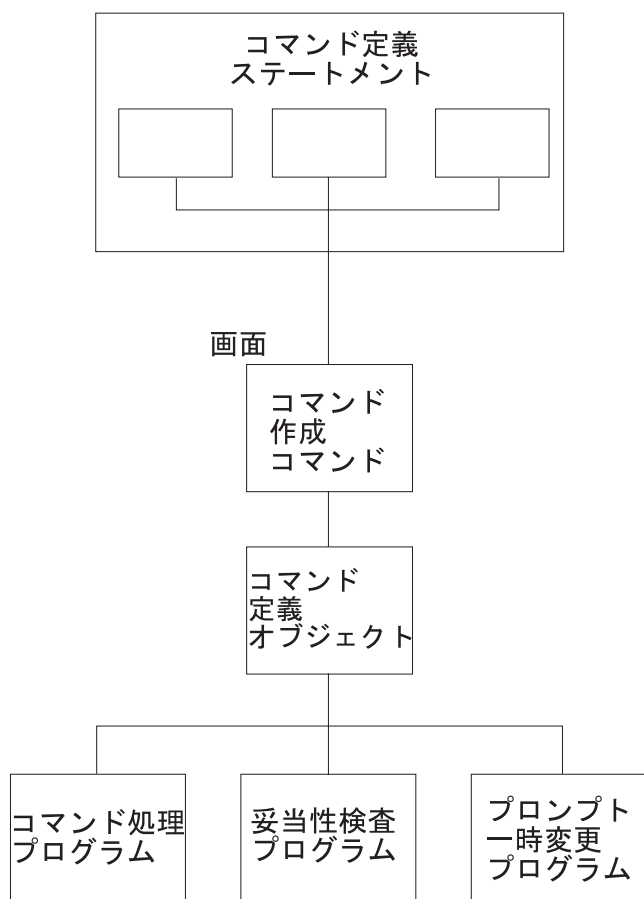 コマンド定義
ステートメント
画面
コマンド
作成
コマンド
コマンド
定義
オブジェクト
コマンド処理
プログラム
妥当性検査
プログラム
プロンプト
一時変更
プログラム